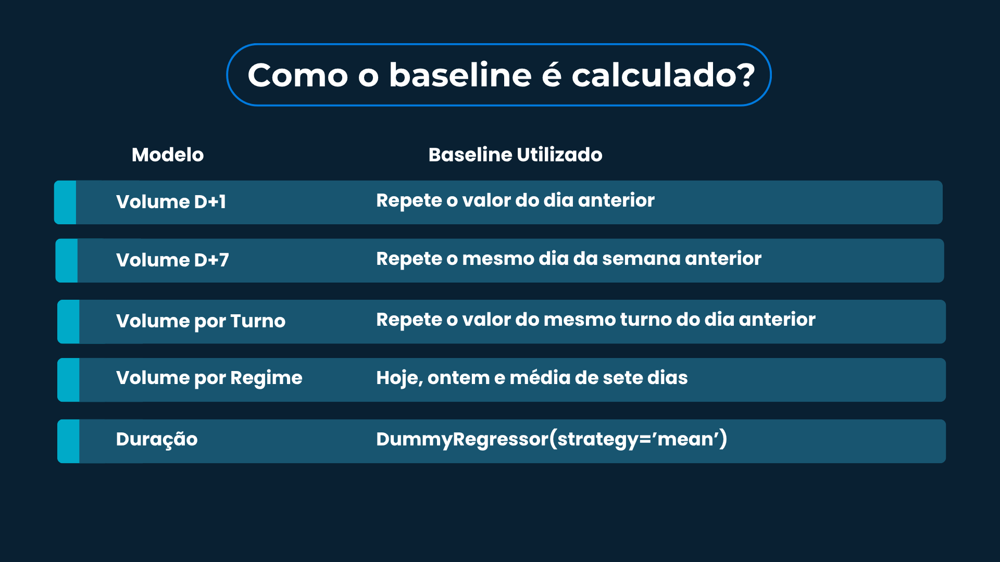 Como o baseline é calculado?
Modelo Baseline Utilizado
Volume D+1 Repete o valor do dia anterior
Volume D+7 Repete o mesmo dia da semana anterior
Volume por Turno Repete o valor do mesmo turno do dia anterior
Volume por Regime Hoje, ontem e média de sete dias
Duração DummyRegressor(strategy=’mean’)